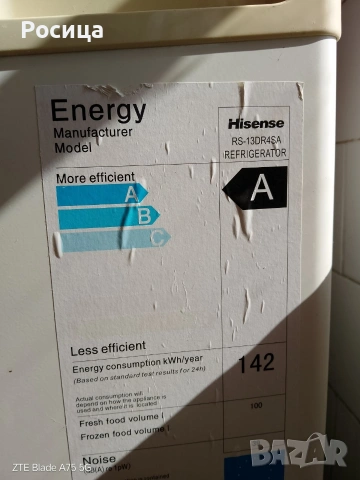 Росица
Energy
Manufacturer
Model
Hisense
RS-13DR4SA
REFRIGERATOR
More efficient
A
B
C
A
Less efficient
Energy consumption kWh/year
(Based on standard test results for 24h)
142
Actual consumption will
depend on how the appliance is
used and where it is located
Fresh food volume l
100
Frozen food volume l
Noise
ZTE Blade A75 5G
BAZAR